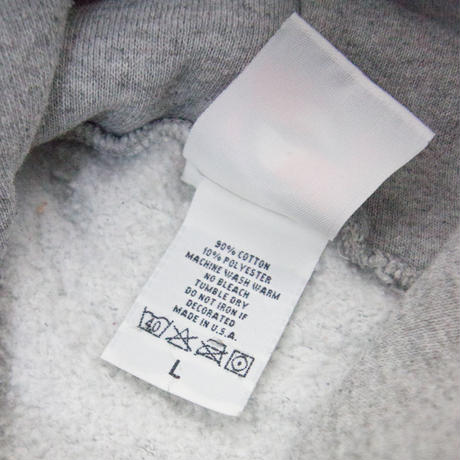 90% COTTON
10% POLYESTER
MACHINE WASH WARM
NO BLEACH
TUMBLE DRY
DO NOT IRON IF
DECORATED
MADE IN U.S.A.
40
L